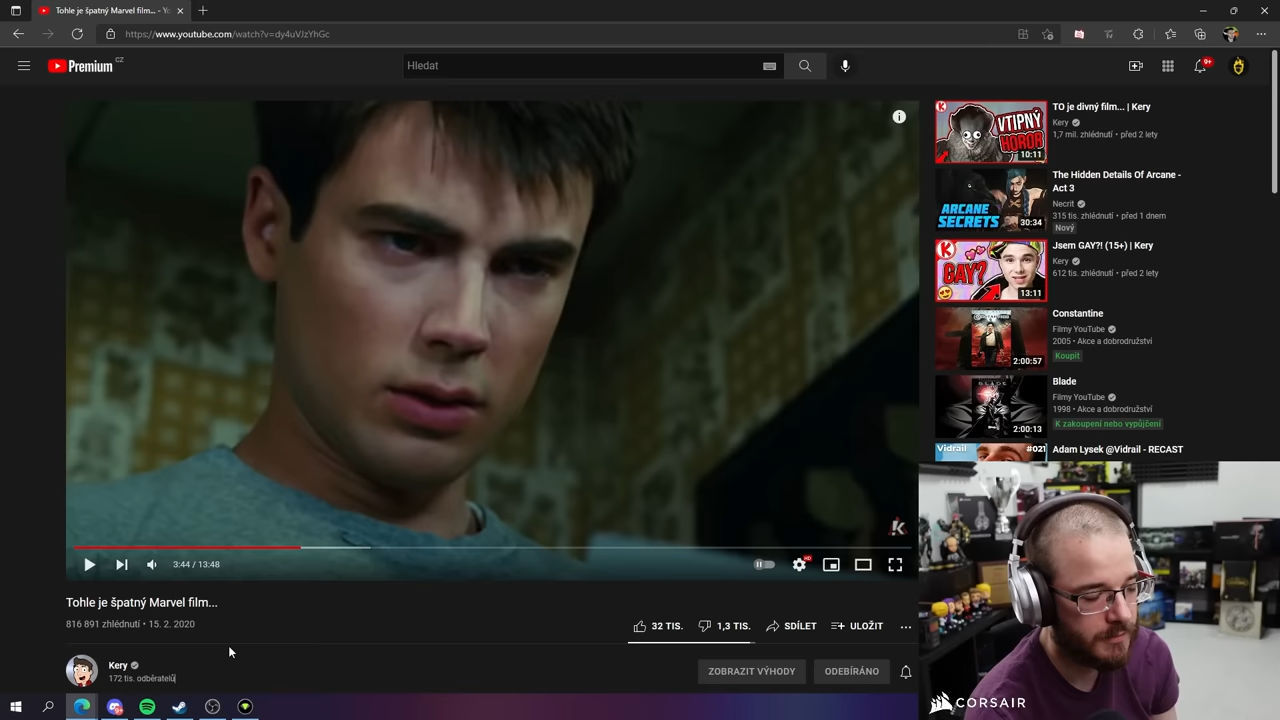 Tohle je špatný Marvel film... - Yo
https://www.youtube.com/watch?v=dy4uVJzYhGc
Premium CZ
Hledat
9+
TO je divný film... | Kery
Kery
1,7 mil. zhlédnutí • před 2 lety
VTIPNÝ
HOROR
10:11
The Hidden Details Of Arcane -
Act 3
Necrit
315 tis. zhlédnutí • před 1 dnem
Nový
ARCANE
SECRETS
30:34
Jsem GAY?! (15+) | Kery
Kery
612 tis. zhlédnutí • před 2 lety
GAY?
13:11
Constantine
Filmy YouTube
2005 • Akce a dobrodružství
Koupit
2:00:57
Blade
Filmy YouTube
1998 • Akce a dobrodružství
K zakoupení nebo vypůjčení
2:00:13
Adam Lysek @Vidrail - RECAST
Vidrail
#021
3:44 / 13:48
HD
Tohle je špatný Marvel film...
816 891 zhlédnutí • 15. 2. 2020
32 TIS.
1,3 TIS.
SDÍLET
ULOŽIT
Kery
172 tis. odběratelů
ZOBRAZIT VÝHODY
ODEBÍRÁNO
CORSAIR